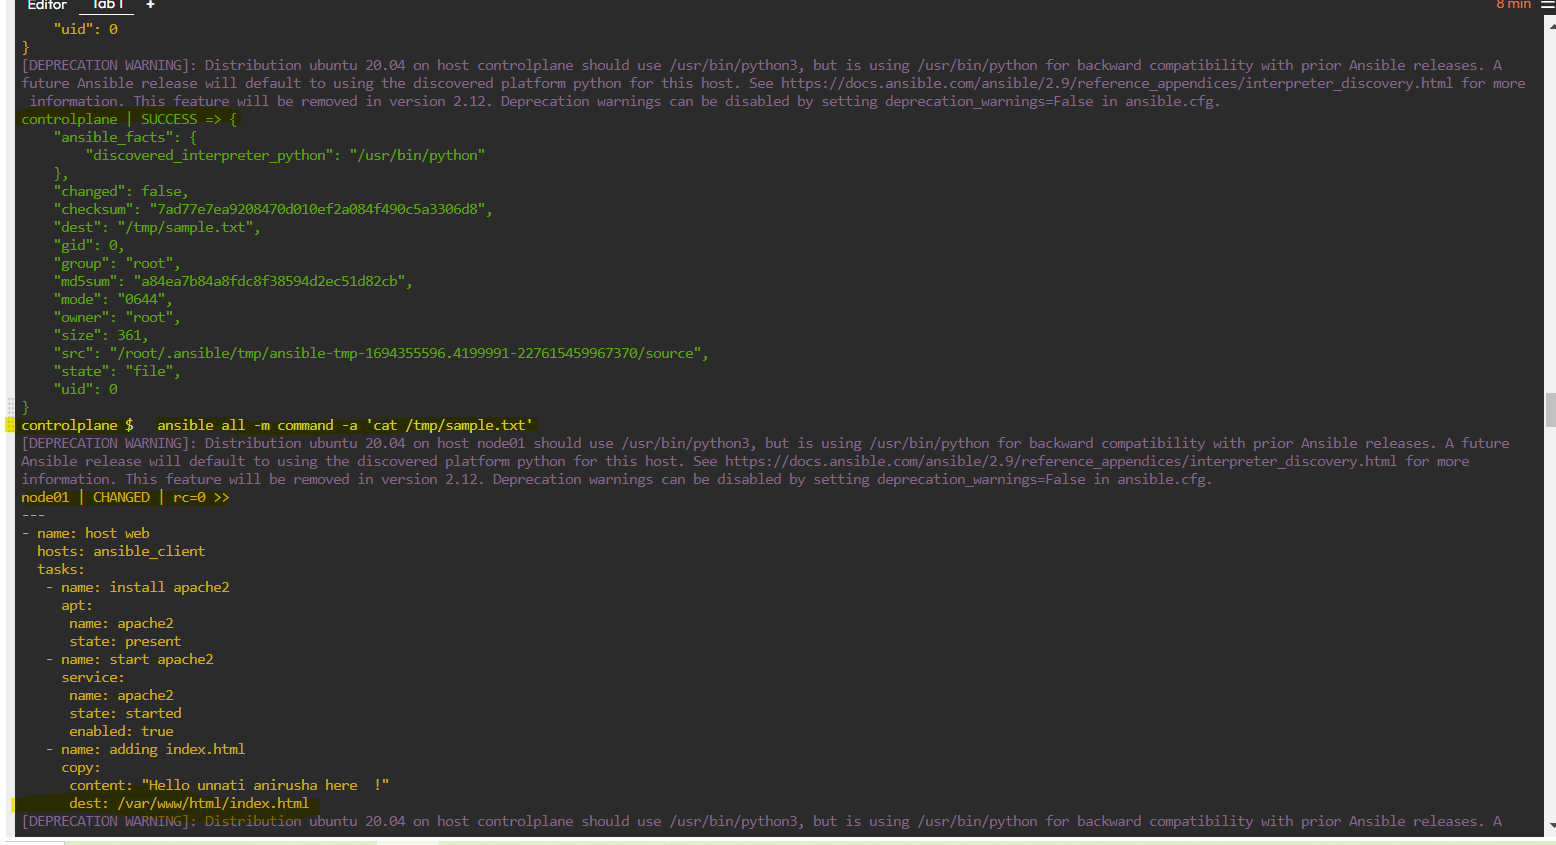 Editor Tab 1 + 8 min
"uid": 0
}
[DEPRECATION WARNING]: Distribution ubuntu 20.04 on host controlplane should use /usr/bin/python3, but is using /usr/bin/python for backward compatibility with prior Ansible releases. A
future Ansible release will default to using the discovered platform python for this host. See https://docs.ansible.com/ansible/2.9/reference_appendices/interpreter_discovery.html for more
information. This feature will be removed in version 2.12. Deprecation warnings can be disabled by setting deprecation_warnings=False in ansible.cfg.
controlplane | SUCCESS => {
"ansible_facts": {
"discovered_interpreter_python": "/usr/bin/python"
},
"changed": false,
"checksum": "7ad77e7ea9208470d010ef2a084f490c5a3306d8",
"dest": "/tmp/sample.txt",
"gid": 0,
"group": "root",
"md5sum": "a84ea7b84a8fdc8f38594d2ec51d82cb",
"mode": "0644",
"owner": "root",
"size": 361,
"src": "/root/.ansible/tmp/ansible-tmp-1694355596.4199991-227615459967370/source",
"state": "file",
"uid": 0
}
controlplane $ ansible all -m command -a 'cat /tmp/sample.txt'
[DEPRECATION WARNING]: Distribution ubuntu 20.04 on host node01 should use /usr/bin/python3, but is using /usr/bin/python for backward compatibility with prior Ansible releases. A future
Ansible release will default to using the discovered platform python for this host. See https://docs.ansible.com/ansible/2.9/reference_appendices/interpreter_discovery.html for more
information. This feature will be removed in version 2.12. Deprecation warnings can be disabled by setting deprecation_warnings=False in ansible.cfg.
node01 | CHANGED | rc=0 >>
---
- name: host web
hosts: ansible_client
tasks:
- name: install apache2
apt:
name: apache2
state: present
- name: start apache2
service:
name: apache2
state: started
enabled: true
- name: adding index.html
copy:
content: "Hello unnati anirusha here  !"
dest: /var/www/html/index.html
[DEPRECATION WARNING]: Distribution ubuntu 20.04 on host controlplane should use /usr/bin/python3, but is using /usr/bin/python for backward compatibility with prior Ansible releases. A